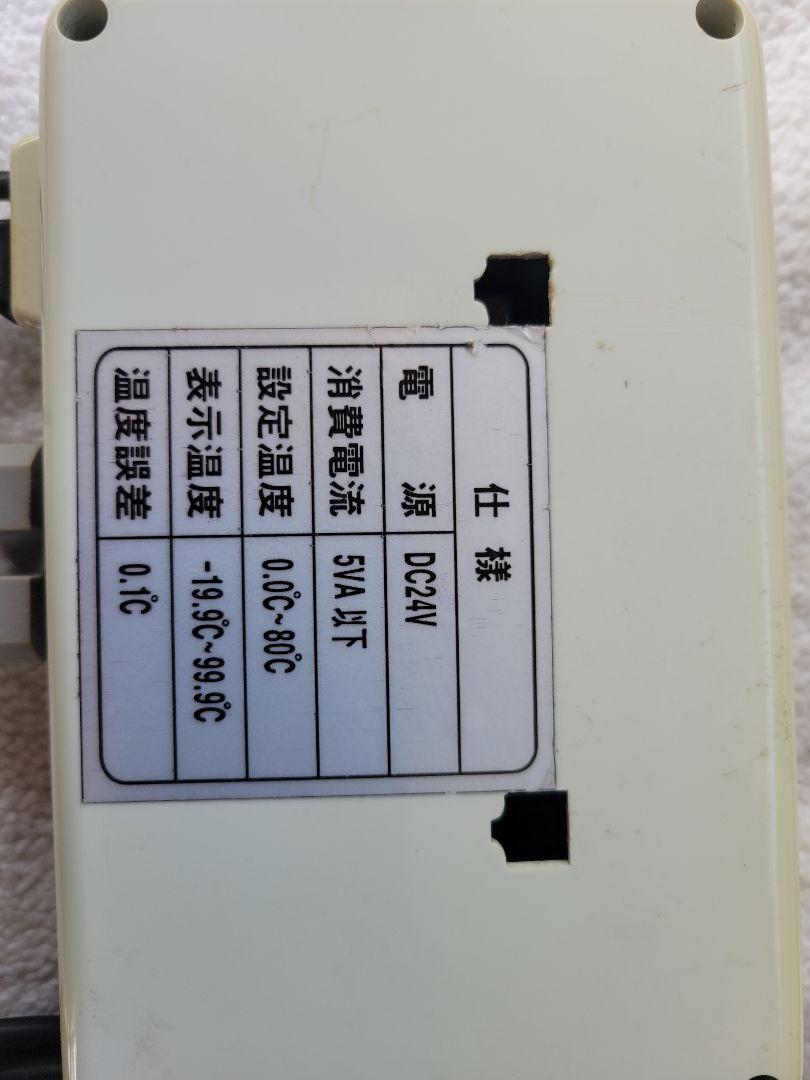 仕様
電源 DC24V
消費電流 5VA 以下
設定温度 0.0℃~80℃
表示温度 -19.9℃~99.9℃
温度誤差 0.1℃